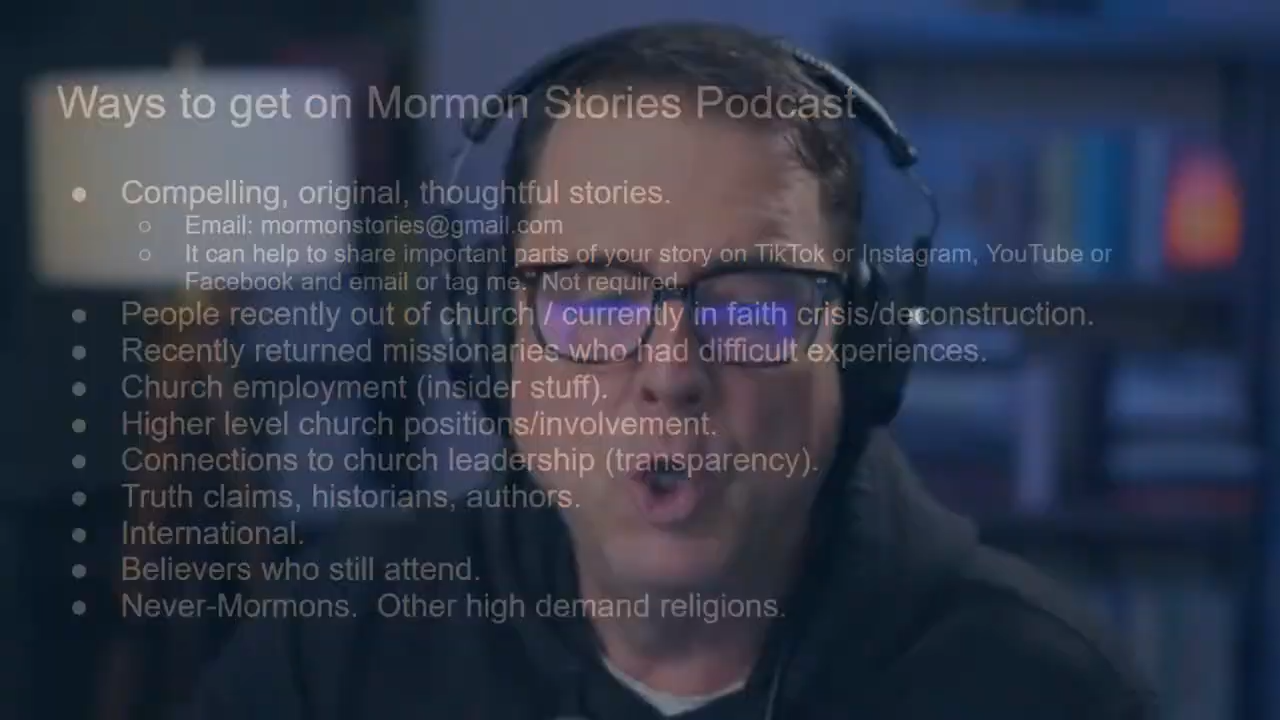 Ways to get on Mormon Stories Podcast
● Compelling, original, thoughtful stories.
○ Email: mormonstories@gmail.com
○ It can help to share important parts of your story on TikTok or Instagram, YouTube or
Facebook and email or tag me. Not required.
● People recently out of church / currently in faith crisis/deconstruction.
● Recently returned missionaries who had difficult experiences.
● Church employment (insider stuff).
● Higher level church positions/involvement.
● Connections to church leadership (transparency).
● Truth claims, historians, authors.
● International.
● Believers who still attend.
● Never-Mormons. Other high demand religions.